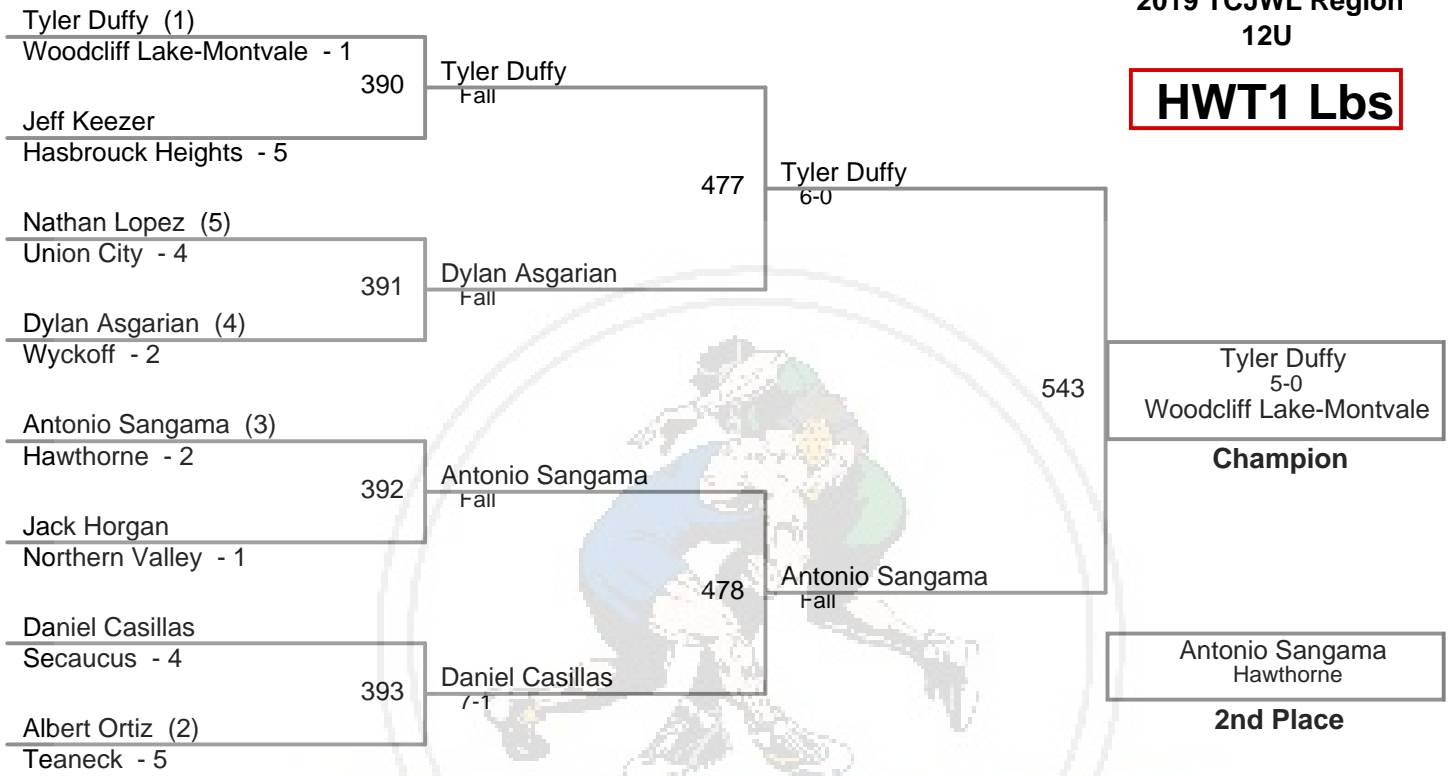 2019 TCJWL Region
12U
HWT1 Lbs
Tyler Duffy (1)
Woodcliff Lake-Montvale - 1
390
Jeff Keezer
Hasbrouck Heights - 5
Nathan Lopez (5)
Union City - 4
391
Dylan Asgarian (4)
Wyckoff - 2
Antonio Sangama (3)
Hawthorne - 2
392
Jack Horgan
Northern Valley - 1
Daniel Casillas
Secaucus - 4
393
Albert Ortiz (2)
Teaneck - 5
Tyler Duffy
Fall
477
Dylan Asgarian
Fall
Antonio Sangama
Fall
478
Daniel Casillas
7-1
Tyler Duffy
6-0
543
Antonio Sangama
Fall
Tyler Duffy
5-0
Woodcliff Lake-Montvale
Champion
Antonio Sangama
Hawthorne
2nd Place